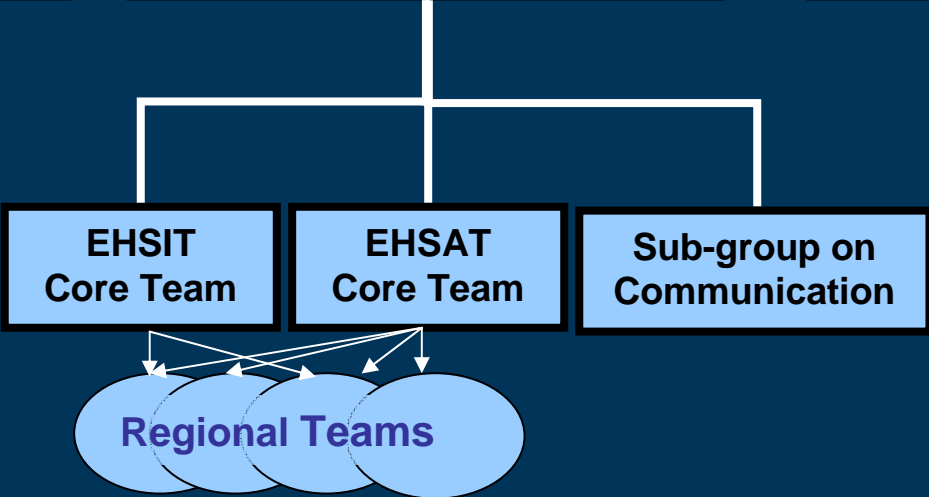 EHSIT
Core Team
EHSAT
Core Team
Sub-group on
Communication
Regional Teams